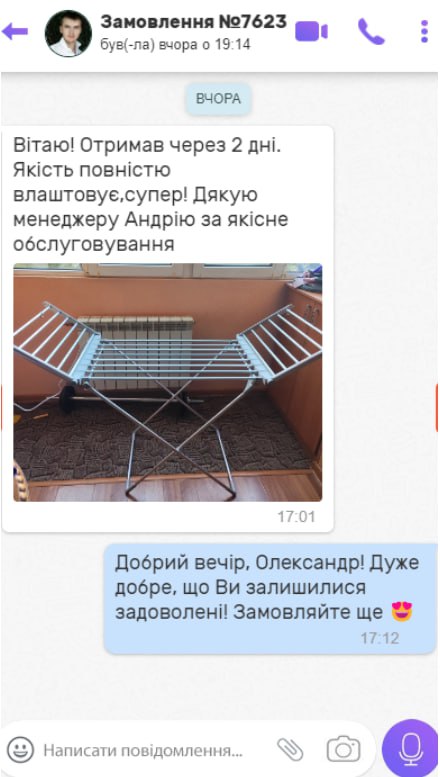 Замовлення №7623
був(-ла) вчора о 19:14
ВЧОРА
Вітаю! Отримав через 2 дні.
Якість повністю
влаштовує,супер! Дякую
менеджеру Андрію за якісне
обслуговування
17:01
Добрий вечір, Олександр! Дуже
добре, що Ви залишилися
задоволені! Замовляйте ще 😍
17:12
Написати повідомлення...